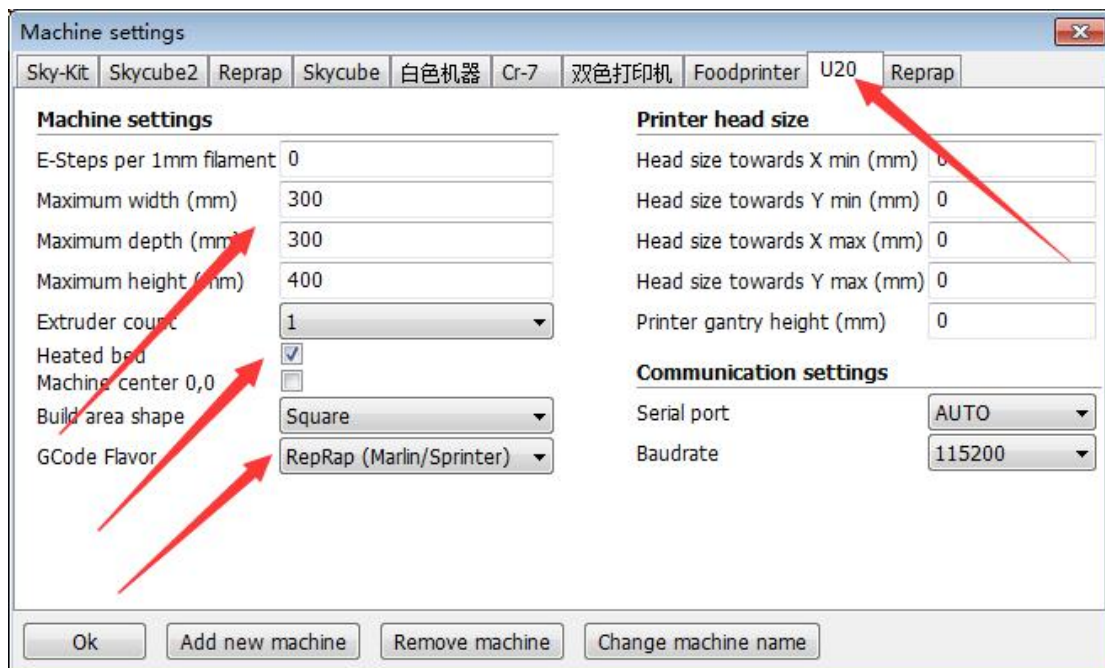 Machine settings
Sky-Kit Skycube2 Reprap Skycube 白色机器 Cr-7 双色打印机 Foodprinter U20 Reprap
Machine settings
E-Steps per 1mm filament 0
Maximum width (mm) 300
Maximum depth (mm) 300
Maximum height (mm) 400
Extruder count 1
Heated bed
Machine center 0,0
Build area shape Square
GCode Flavor RepRap (Marlin/Sprinter)
Printer head size
Head size towards X min (mm) 0
Head size towards Y min (mm) 0
Head size towards X max (mm) 0
Head size towards Y max (mm) 0
Printer gantry height (mm) 0
Communication settings
Serial port AUTO
Baudrate 115200
Ok Add new machine Remove machine Change machine name